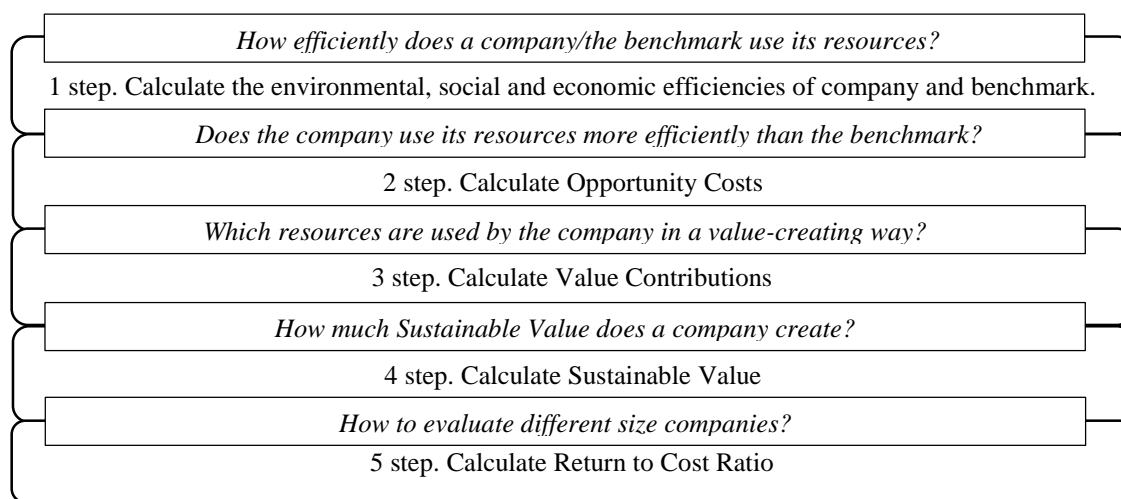 How efficiently does a company/the benchmark use its resources?
1 step. Calculate the environmental, social and economic efficiencies of company and benchmark.
Does the company use its resources more efficiently than the benchmark?
2 step. Calculate Opportunity Costs
Which resources are used by the company in a value-creating way?
3 step. Calculate Value Contributions
How much Sustainable Value does a company create?
4 step. Calculate Sustainable Value
How to evaluate different size companies?
5 step. Calculate Return to Cost Ratio